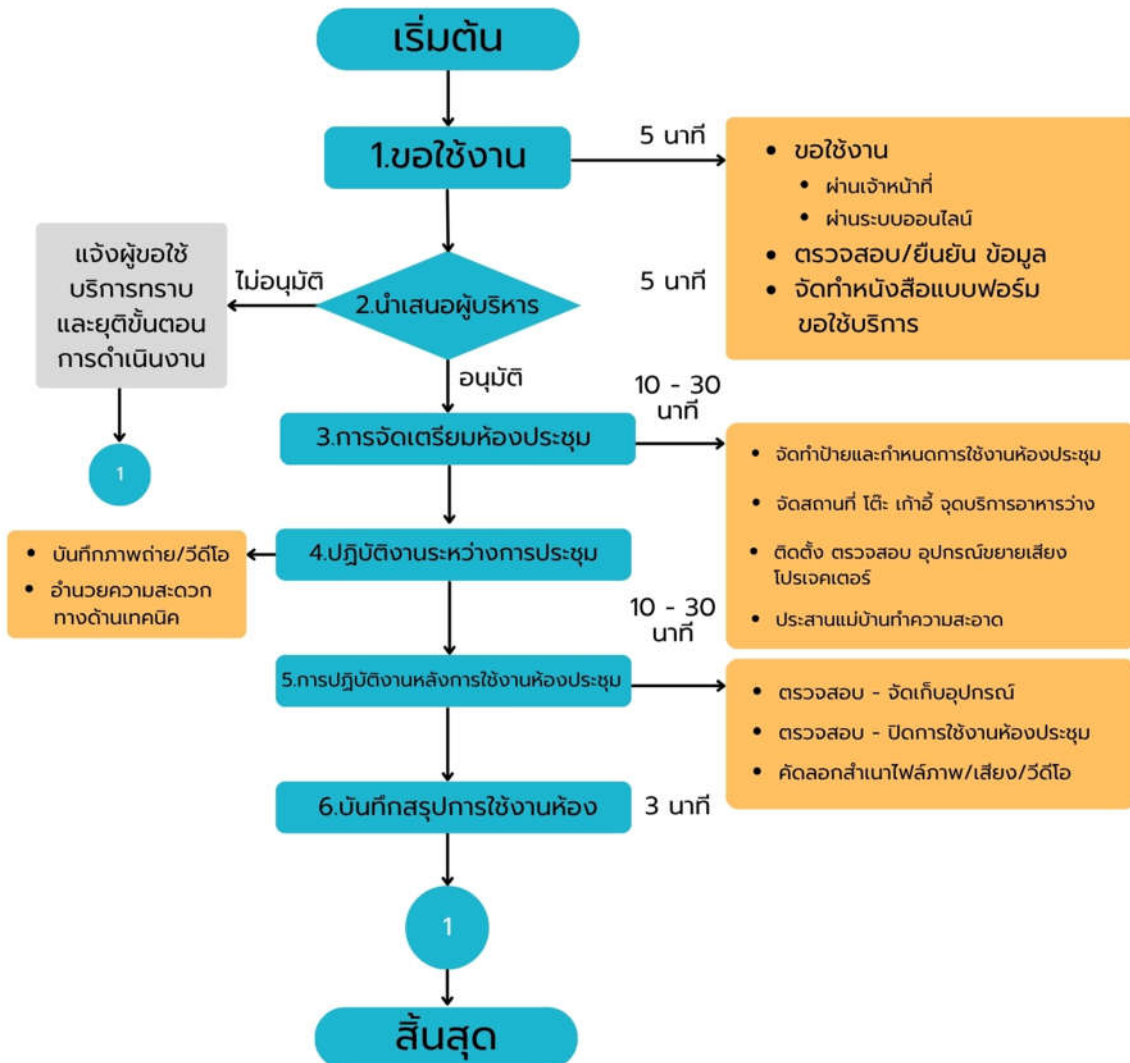 เริ่มต้น
1.ขอใช้งาน
5 นาที
• ขอใช้งาน
• ผ่านเจ้าหน้าที่
• ผ่านระบบออนไลน์
• ตรวจสอบ/ยืนยัน ข้อมูล
• จัดทำหนังสือแบบฟอร์ม
ขอใช้บริการ
2.นำเสนอผู้บริหาร
5 นาที
ไม่อนุมัติ
แจ้งผู้ขอใช้
บริการทราบ
และยุติขั้นตอน
การดำเนินงาน
1
อนุมัติ
3.การจัดเตรียมห้องประชุม
10 - 30
นาที
• จัดทำป้ายและกำหนดการใช้งานห้องประชุม
• จัดสถานที่ โต๊ะ เก้าอี้ จุดบริการอาหารว่าง
• ติดตั้ง ตรวจสอบ อุปกรณ์ขยายเสียง
โปรเจคเตอร์
• ประสานแม่บ้านทำความสะอาด
4.ปฏิบัติงานระหว่างการประชุม
• บันทึกภาพถ่าย/วีดีโอ
• อำนวยความสะดวก
ทางด้านเทคนิค
10 - 30
นาที
5.การปฏิบัติงานหลังการใช้งานห้องประชุม
• ตรวจสอบ - จัดเก็บอุปกรณ์
• ตรวจสอบ - ปิดการใช้งานห้องประชุม
• คัดลอกสำเนาไฟล์ภาพ/เสียง/วีดีโอ
6.บันทึกสรุปการใช้งานห้อง
3 นาที
1
สิ้นสุด